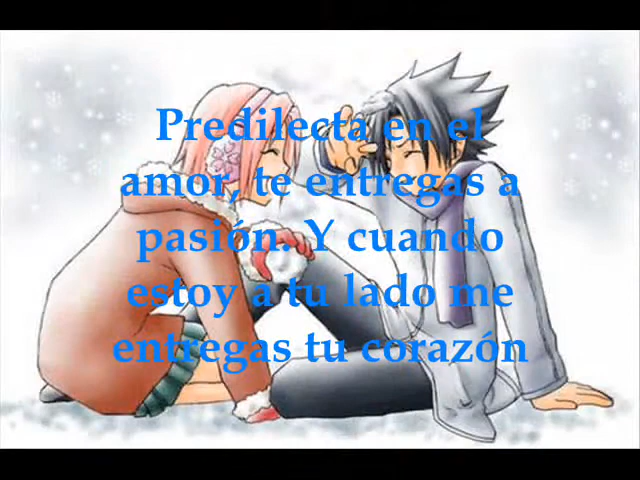 Predilecta en el
amor, te entregas a
pasión. Y cuando
estoy a tu lado me
entregas tu corazón